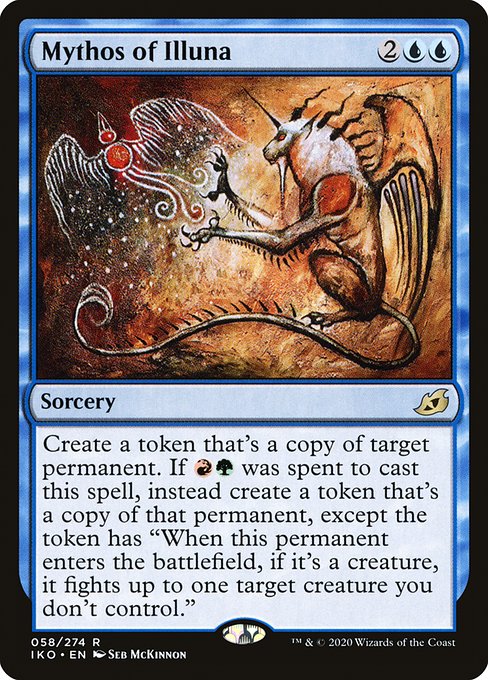 Mythos of Illuna 2
Sorcery
Create a token that's a copy of target
permanent. If was spent to cast
this spell, instead create a token that's
a copy of that permanent, except the
token has “When this permanent
enters the battlefield, if it's a creature,
it fights up to one target creature you
don't control.”
058/274 R
IKO • EN Seb McKinnon
™ & © 2020 Wizards of the Coast